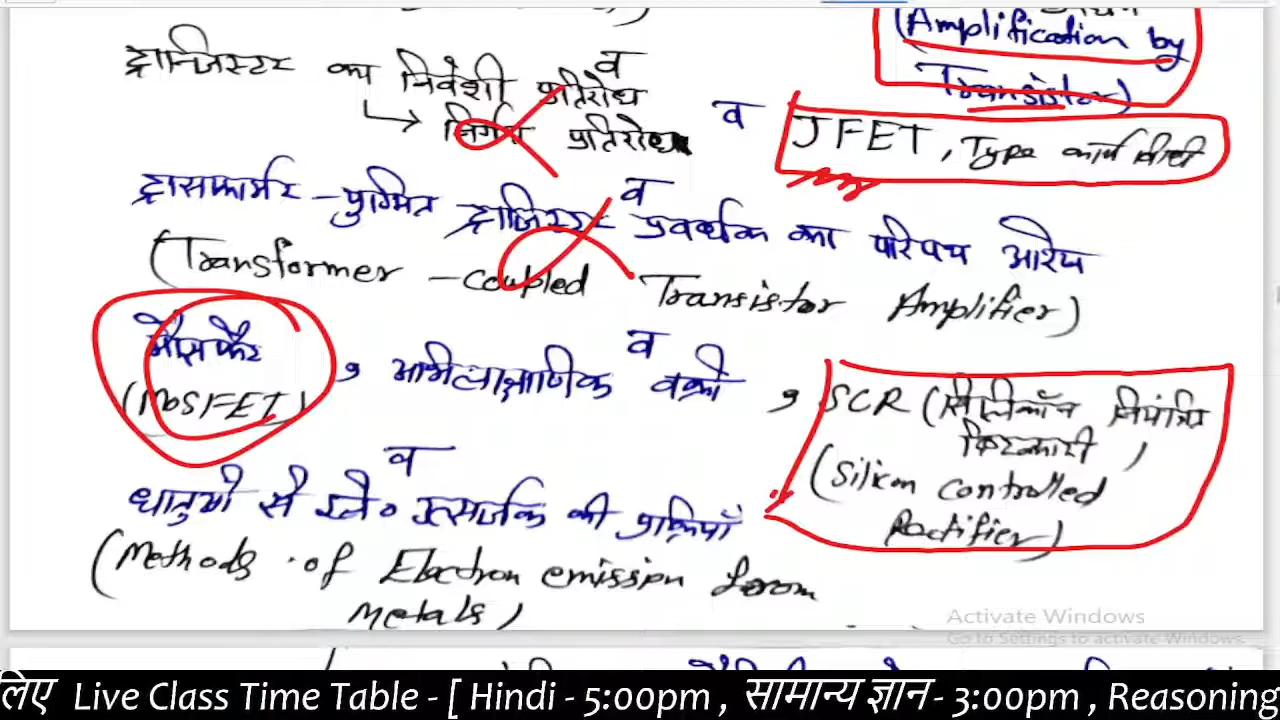 (Amplification by
Transistor)
ट्रान्जिस्टर का निवेशी प्रतिरोध
व
निर्गत प्रतिरोध
व
JFET, Type कार्य विधी
ट्रांसफार्मर - युग्मित ट्रांजिस्टर प्रवर्धक का परिपथ आरेख
व
(Transformer - Coupled Transistor Amplifier)
मौसफैट
(MOSFET)
, अभिलाक्षणिक वक्रो
व
, SCR (सिलिकॉन नियंत्रित
दिष्टकारी)
(Silicon Controlled
Rectifier)
व
धातुओ से इले० उत्सर्जक की प्रक्रियाँ
(Methods of Electron emission from
Metals)
Activate Windows
Go to Settings to activate Windows.
लिए Live Class Time Table - [ Hindi - 5:00pm , सामान्य ज्ञान - 3:00pm , Reasoning